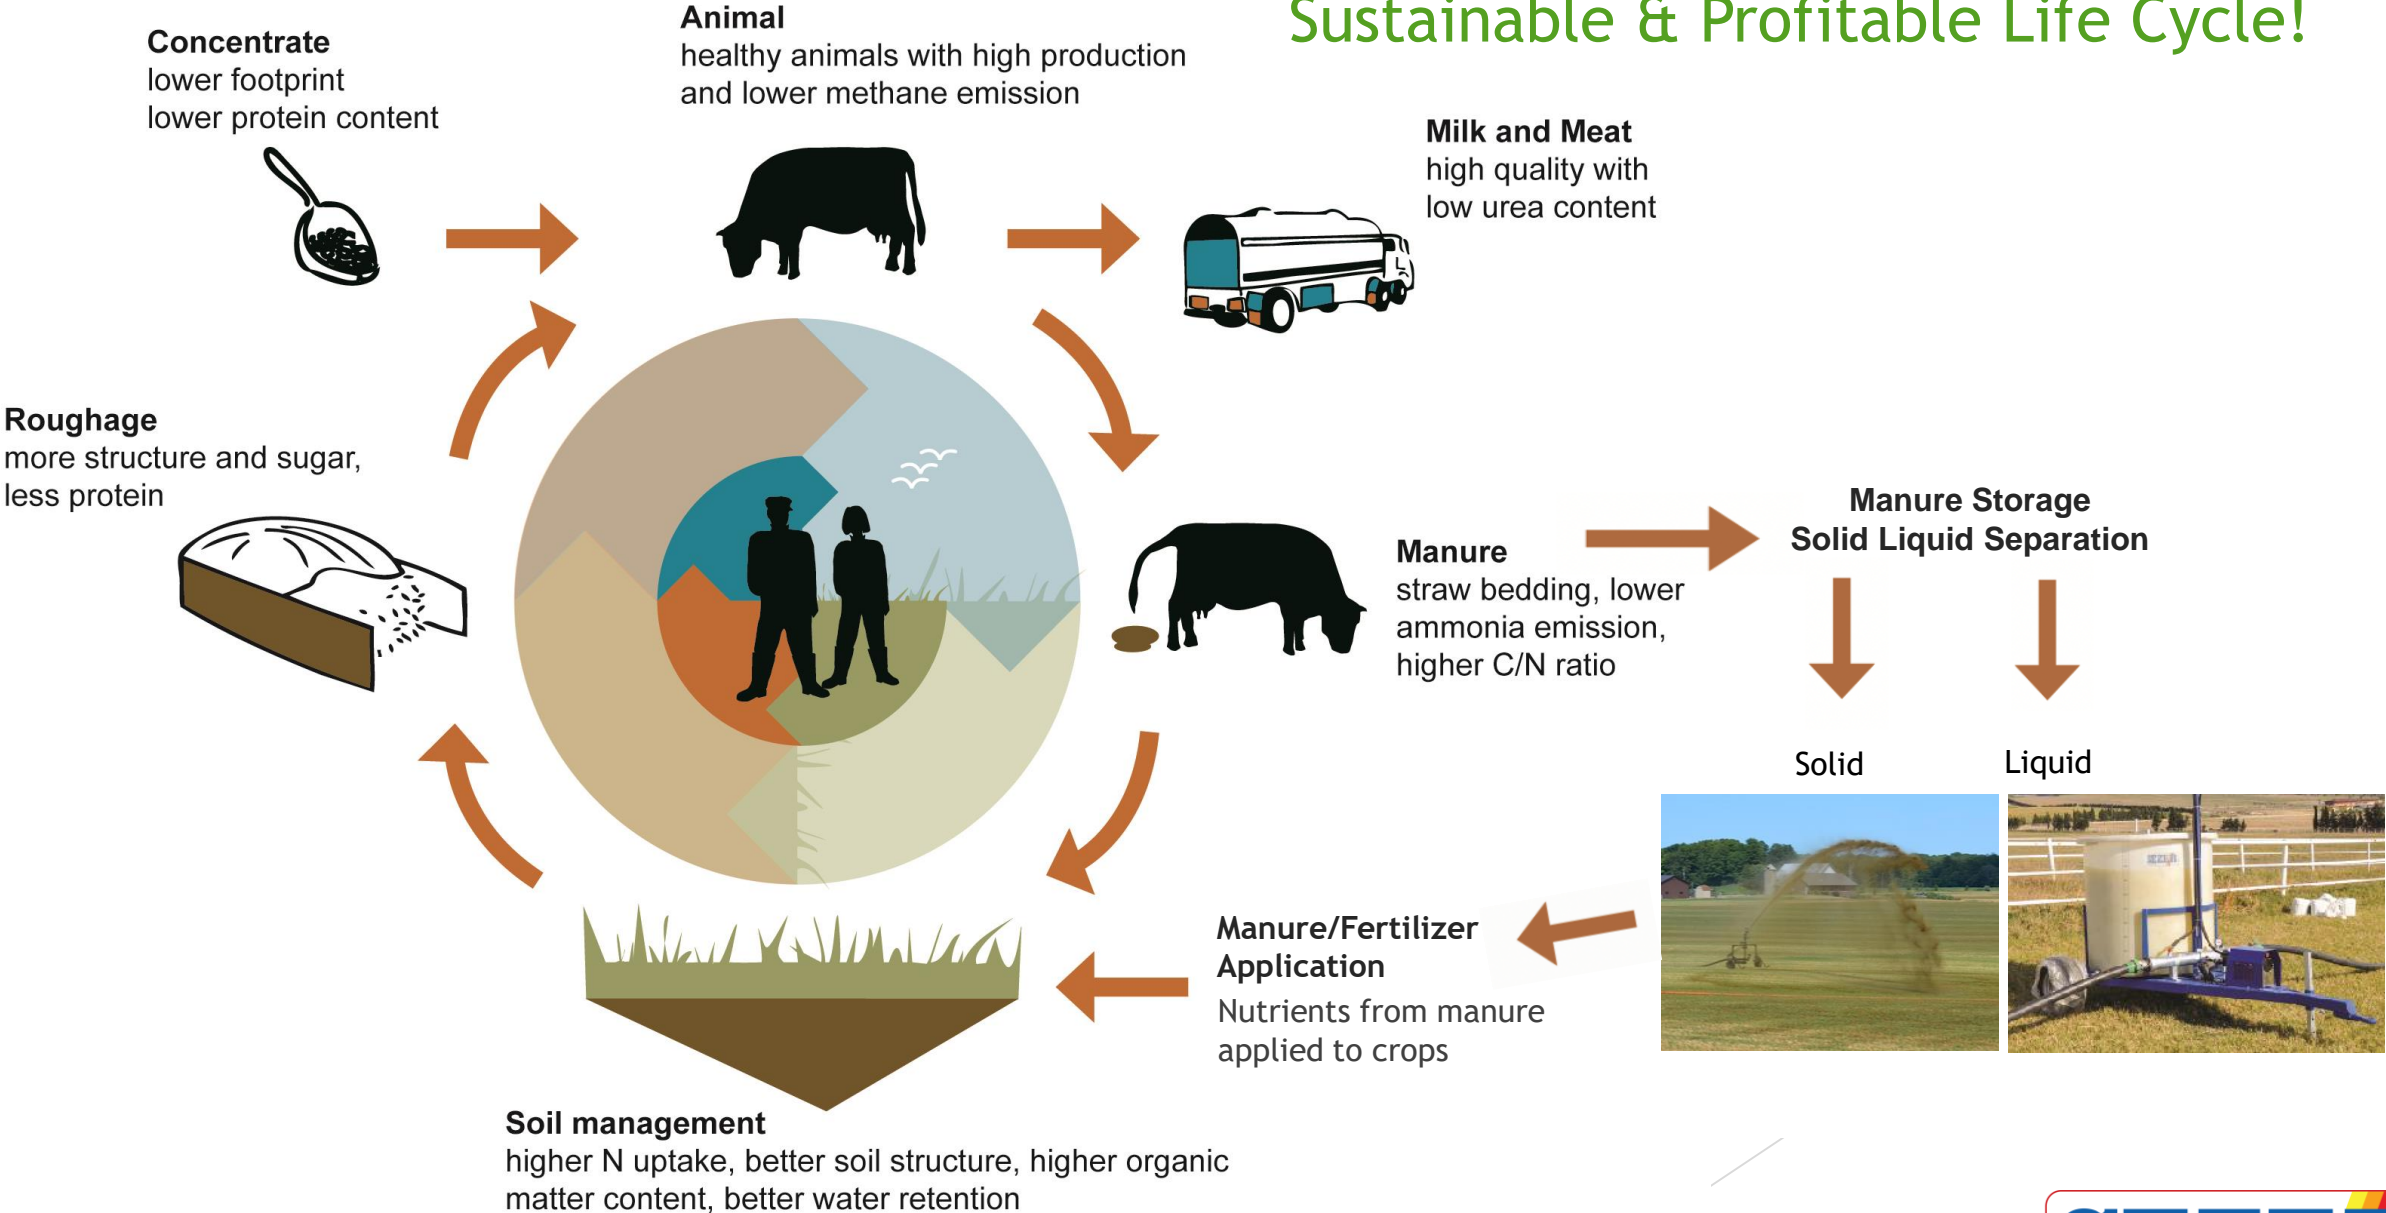 Sustainable & Profitable Life Cycle!
Concentrate
lower footprint
lower protein content
Animal
healthy animals with high production
and lower methane emission
Milk and Meat
high quality with
low urea content
Roughage
more structure and sugar,
less protein
Manure
straw bedding, lower
ammonia emission,
higher C/N ratio
Manure Storage
Solid Liquid Separation
Solid
Liquid
Manure/Fertilizer
Application
Nutrients from manure
applied to crops
Soil management
higher N uptake, better soil structure, higher organic
matter content, better water retention